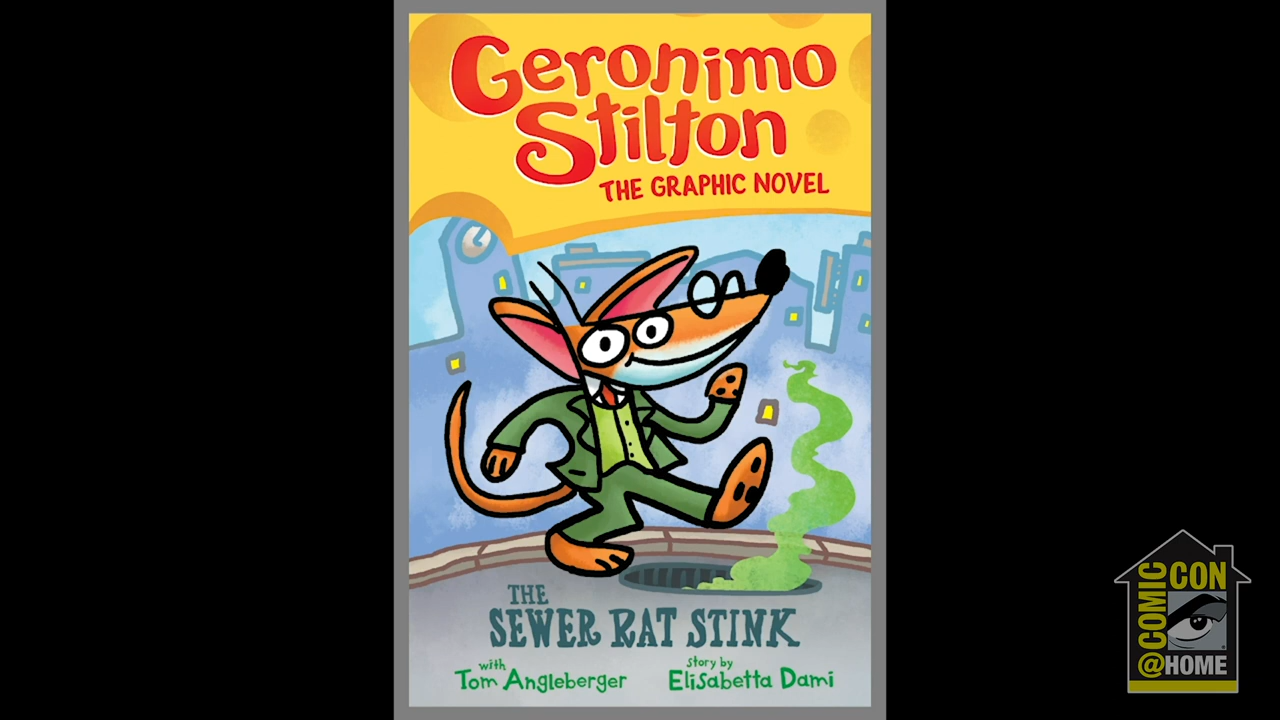 Geronimo
Stilton
THE GRAPHIC NOVEL
THE
SEWER RAT STINK
with
Tom Angleberger
story by
Elisabetta Dami
COMIC
CON
@HOME